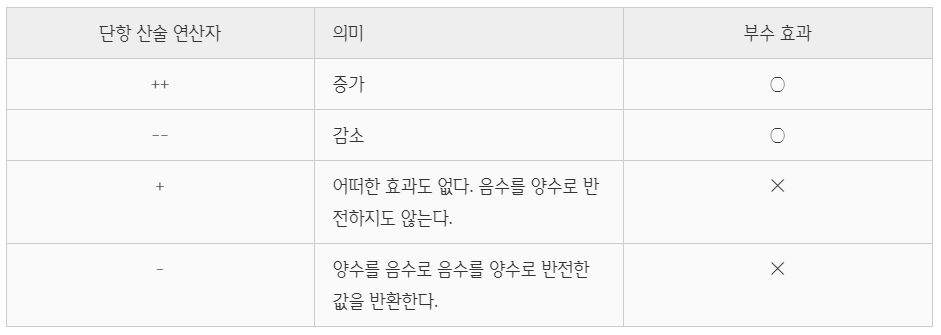 단항 산술 연산자 의미 부수 효과
++ 증가 ○
-- 감소 ○
+ 어떠한 효과도 없다. 음수를 양수로 반 ×
전하지도 않는다.
- 양수를 음수로 음수를 양수로 반전한 ×
값을 반환한다.